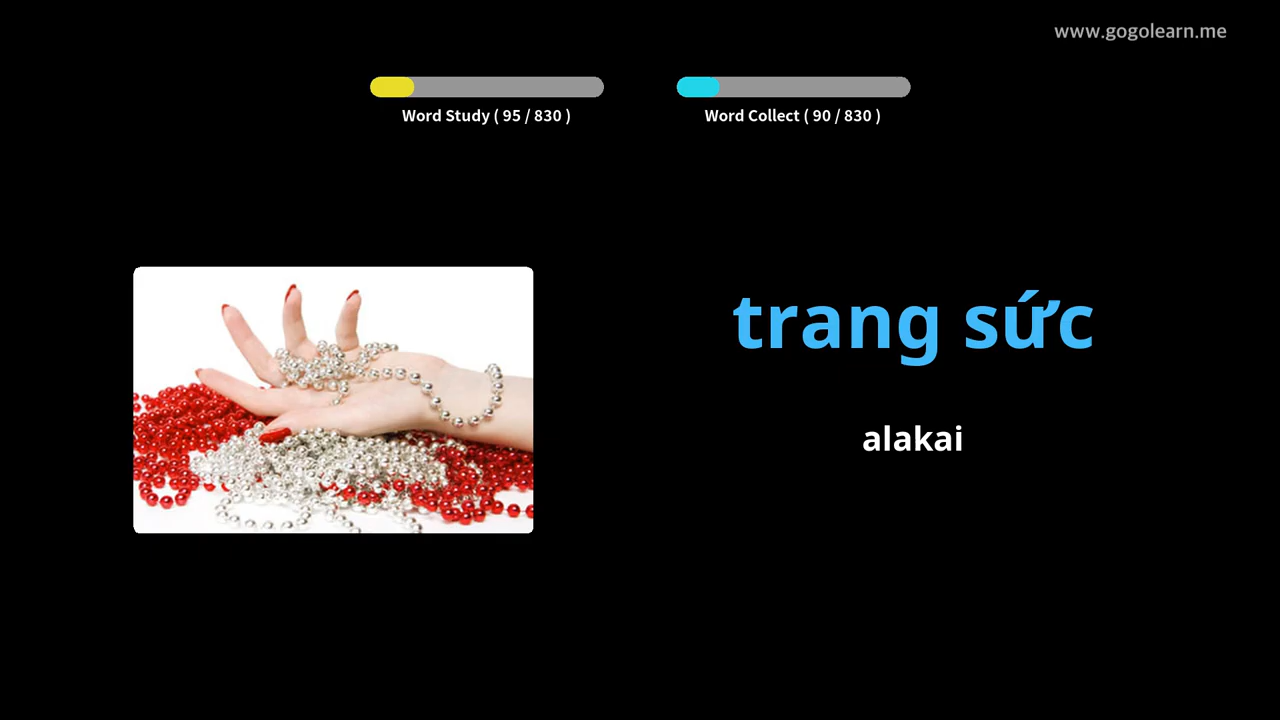 www.gogolearn.me
Word Study ( 95 / 830 )
Word Collect ( 90 / 830 )
trang sức
alakai